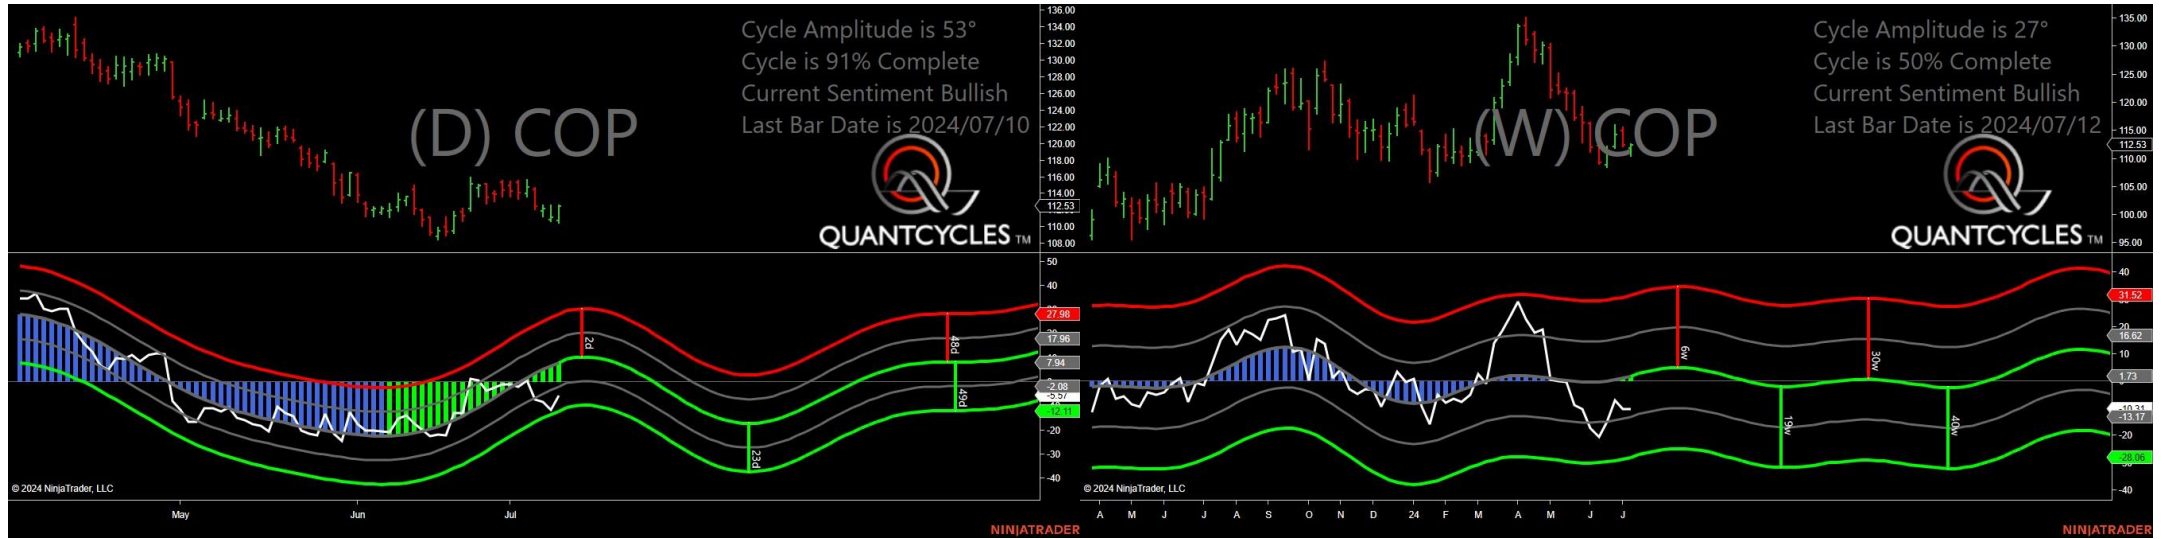 Cycle Amplitude is 53°
Cycle is 91% Complete
Current Sentiment Bullish
Last Bar Date is 2024/07/10
(D) COP
QUANTCYCLES TM
136.00
134.00
132.00
130.00
128.00
126.00
124.00
122.00
120.00
118.00
116.00
114.00
112.53
110.00
108.00
50
40
27.98
17.96
7.94
-2.08
-5.57
-12.11
-20
-30
-40
2d
23d
48d
49d
© 2024 NinjaTrader, LLC
May Jun Jul
NINJATRADER
Cycle Amplitude is 27°
Cycle is 50% Complete
Current Sentiment Bullish
Last Bar Date is 2024/07/12
(W) COP
QUANTCYCLES TM
135.00
130.00
125.00
120.00
115.00
112.53
110.00
105.00
100.00
95.00
40
31.52
20
16.62
10
1.73
-10.31
-13.17
-20
-28.06
-40
6w
19w
30w
40w
© 2024 NinjaTrader, LLC
A M J J A S O N D 24 F M A M J J
NINJATRADER